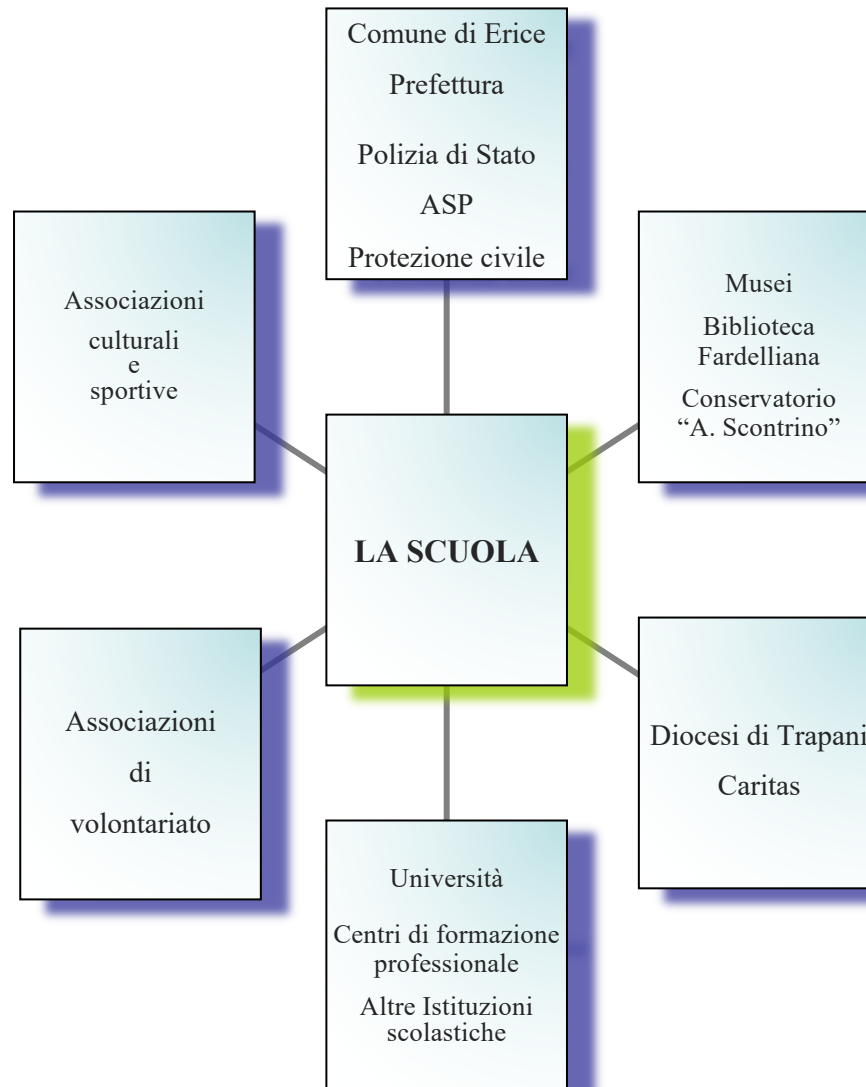 Comune di Erice
Prefettura
Polizia di Stato
ASP
Protezione civile
Associazioni
culturali
e
sportive
Musei
Biblioteca
Fardelliana
Conservatorio
“A. Scontrino”
LA SCUOLA
Associazioni
di
volontariato
Diocesi di Trapani
Caritas
Università
Centri di formazione
professionale
Altre Istituzioni
scolastiche